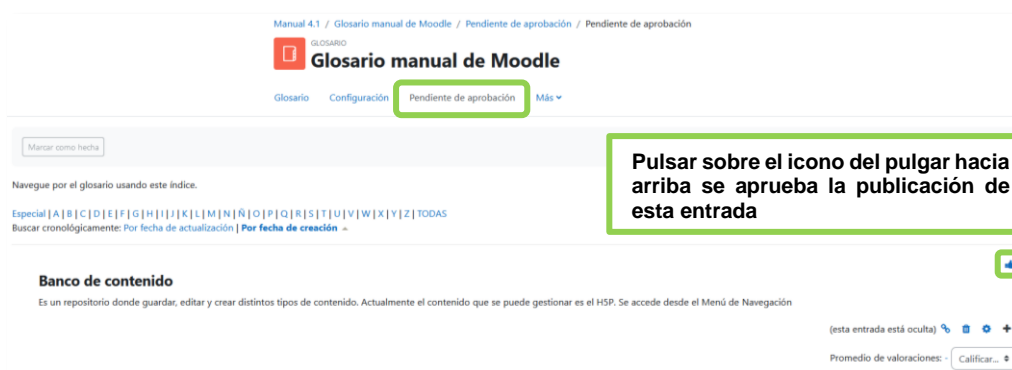 Manual 4.1 / Glosario manual de Moodle / Pendiente de aprobación / Pendiente de aprobación
GLOSARIO
Glosario manual de Moodle
Glosario Configuración Pendiente de aprobación Más
Marcar como hecha
Pulsar sobre el icono del pulgar hacia
arriba se aprueba la publicación de
esta entrada
Navegue por el glosario usando este índice.
Especial | A | B | C | D | E | F | G | H | I | J | K | L | M | N | Ñ | O | P | Q | R | S | T | U | V | W | X | Y | Z | TODAS
Buscar cronológicamente: Por fecha de actualización | Por fecha de creación
Banco de contenido
Es un repositorio donde guardar, editar y crear distintos tipos de contenido. Actualmente el contenido que se puede gestionar es el H5P. Se accede desde el Menú de Navegación
(esta entrada está oculta)
Promedio de valoraciones: - Calificar...